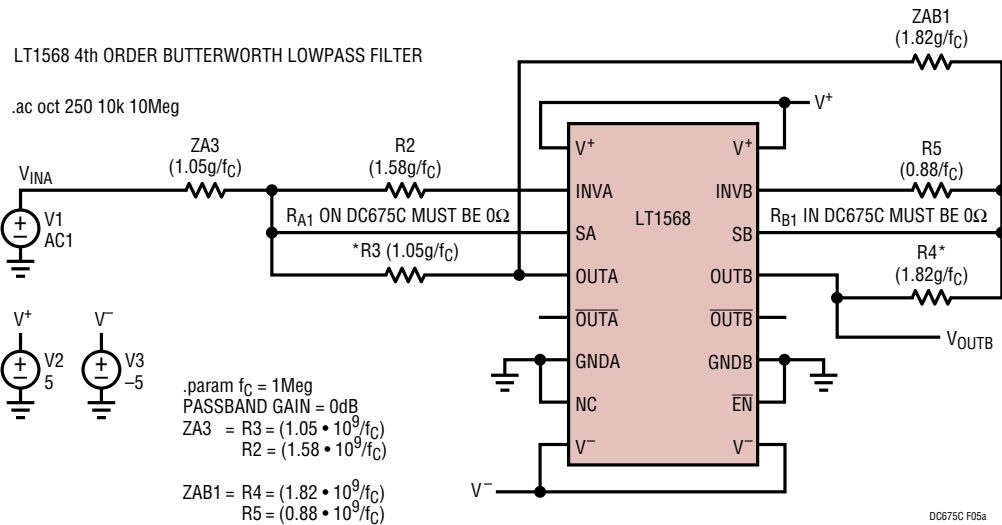 LT1568 4th ORDER BUTTERWORTH LOWPASS FILTER
.ac oct 250 10k 10Meg
ZAB1
(1.82g/fC)
V+
ZA3
(1.05g/fC)
R2
(1.58g/fC)
R5
(0.88/fC)
VINA
V1
AC1
+
–
RA1 ON DC675C MUST BE 0Ω
*R3 (1.05g/fC)
V+
V+
INVA
INVB
LT1568
SA
SB
OUTA
OUTB
OUTA
OUTB
GNDA
GNDB
NC
EN
V–
V–
RB1 IN DC675C MUST BE 0Ω
R4*
(1.82g/fC)
VOUTB
V+
V–
+
–
V2
5
+
–
V3
–5
.param fC = 1Meg
PASSBAND GAIN = 0dB
ZA3 = R3 = (1.05 • 10^9/fC)
R2 = (1.58 • 10^9/fC)
ZAB1 = R4 = (1.82 • 10^9/fC)
R5 = (0.88 • 10^9/fC)
V–
DC675C F05a